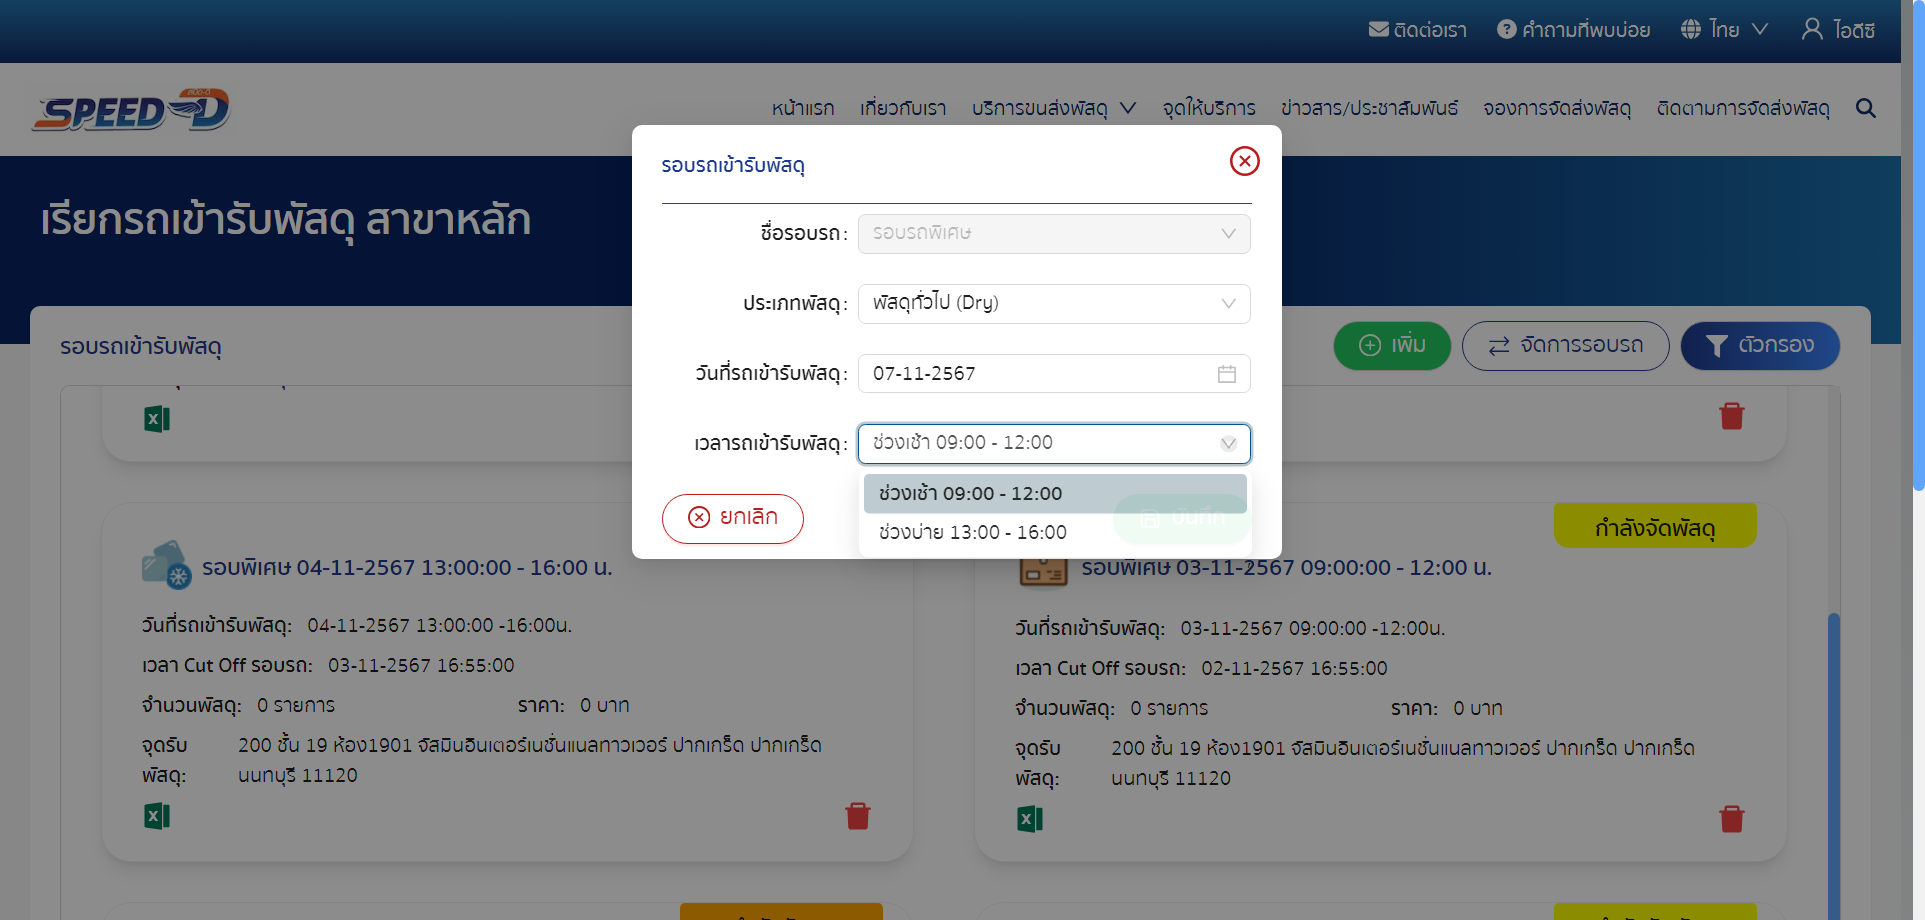 ติดต่อเรา คำถามที่พบบ่อย ไทย ไอดีซี
SPEED-D
หน้าแรก เกี่ยวกับเรา บริการขนส่งพัสดุ จุดให้บริการ ข่าวสาร/ประชาสัมพันธ์ จองการจัดส่งพัสดุ ติดตามการจัดส่งพัสดุ
เรียกรถเข้ารับพัสดุ สาขาหลัก
รอบรถเข้ารับพัสดุ
เพิ่ม จัดการรอบรถ ตัวกรอง
รอบรถเข้ารับพัสดุ
ชื่อรอบรถ: รอบรถพิเศษ
ประเภทพัสดุ: พัสดุทั่วไป (Dry)
วันที่รถเข้ารับพัสดุ: 07-11-2567
เวลารถเข้ารับพัสดุ: ช่วงเช้า 09:00 - 12:00
ช่วงเช้า 09:00 - 12:00
ช่วงบ่าย 13:00 - 16:00
ยกเลิก บันทึก
รอบพิเศษ 04-11-2567 13:00:00 - 16:00 น.
วันที่รถเข้ารับพัสดุ: 04-11-2567 13:00:00 -16:00น.
เวลา Cut Off รอบรถ: 03-11-2567 16:55:00
จำนวนพัสดุ: 0 รายการ ราคา: 0 บาท
จุดรับพัสดุ: 200 ชั้น 19 ห้อง1901 จัสมินอินเตอร์เนชั่นแนลทาวเวอร์ ปากเกร็ด ปากเกร็ด
นนทบุรี 11120
กำลังจัดพัสดุ
รอบพิเศษ 03-11-2567 09:00:00 - 12:00 น.
วันที่รถเข้ารับพัสดุ: 03-11-2567 09:00:00 -12:00น.
เวลา Cut Off รอบรถ: 02-11-2567 16:55:00
จำนวนพัสดุ: 0 รายการ ราคา: 0 บาท
จุดรับพัสดุ: 200 ชั้น 19 ห้อง1901 จัสมินอินเตอร์เนชั่นแนลทาวเวอร์ ปากเกร็ด ปากเกร็ด
นนทบุรี 11120